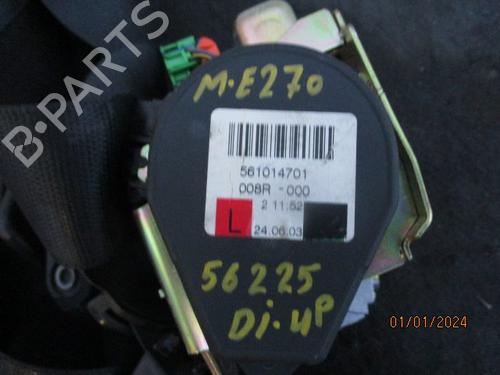 B-PARTS
M.E270
561014701
008R - 000
2 11:52
L
24.06.03
56225
Di.UP
01/01/2024